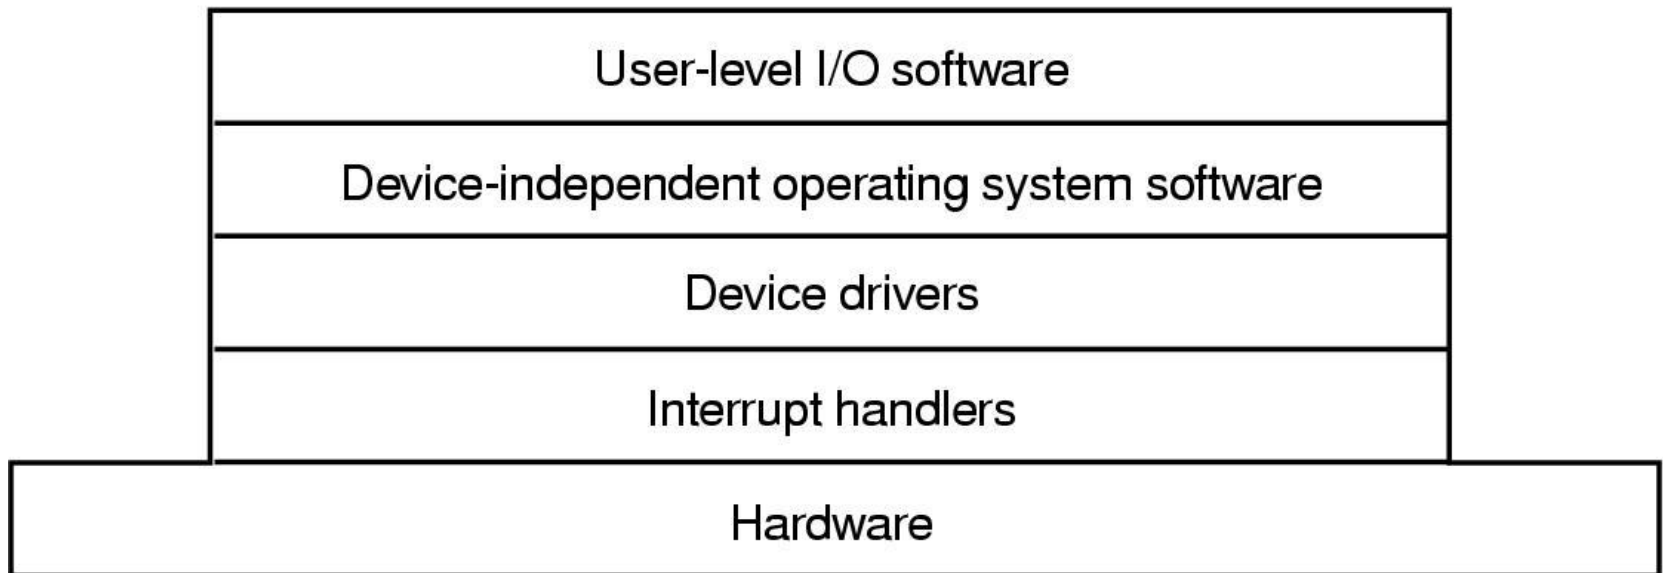 User-level I/O software
Device-independent operating system software
Device drivers
Interrupt handlers
Hardware